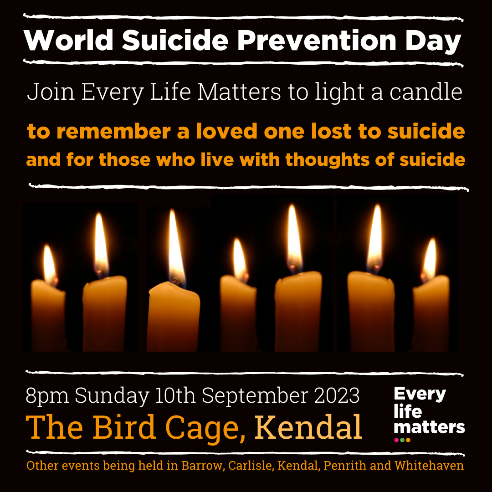 World Suicide Prevention Day
Join Every Life Matters to light a candle
to remember a loved one lost to suicide
and for those who live with thoughts of suicide
8pm Sunday 10th September 2023
The Bird Cage, Kendal
Every
life
matters
Other events being held in Barrow, Carlisle, Kendal, Penrith and Whitehaven